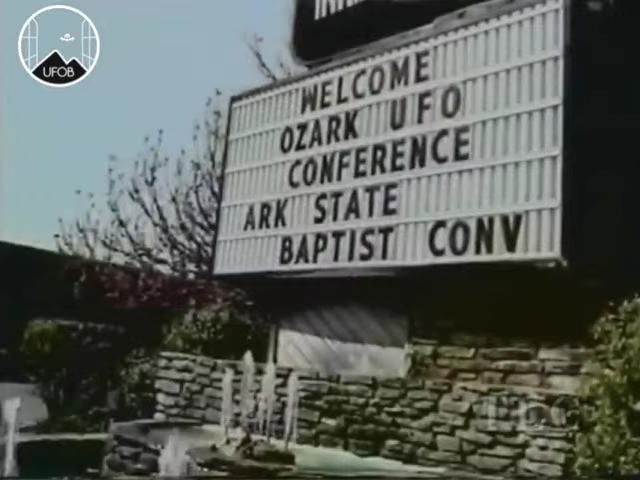 UFOB
WELCOME
OZARK UFO
CONFERENCE
ARK STATE
BAPTIST CONV